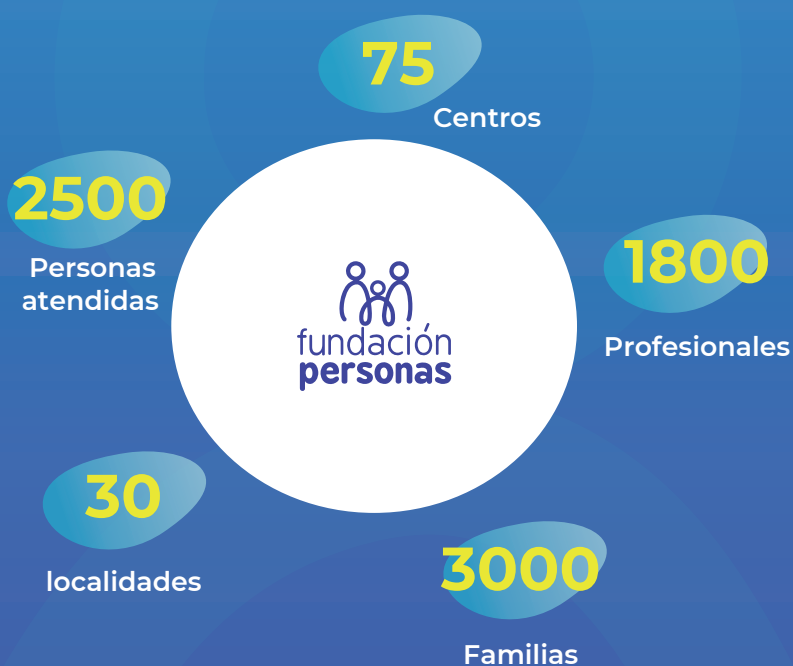 75
Centros
2500
Personas
atendidas
1800
Profesionales
fundación
personas
30
localidades
3000
Familias